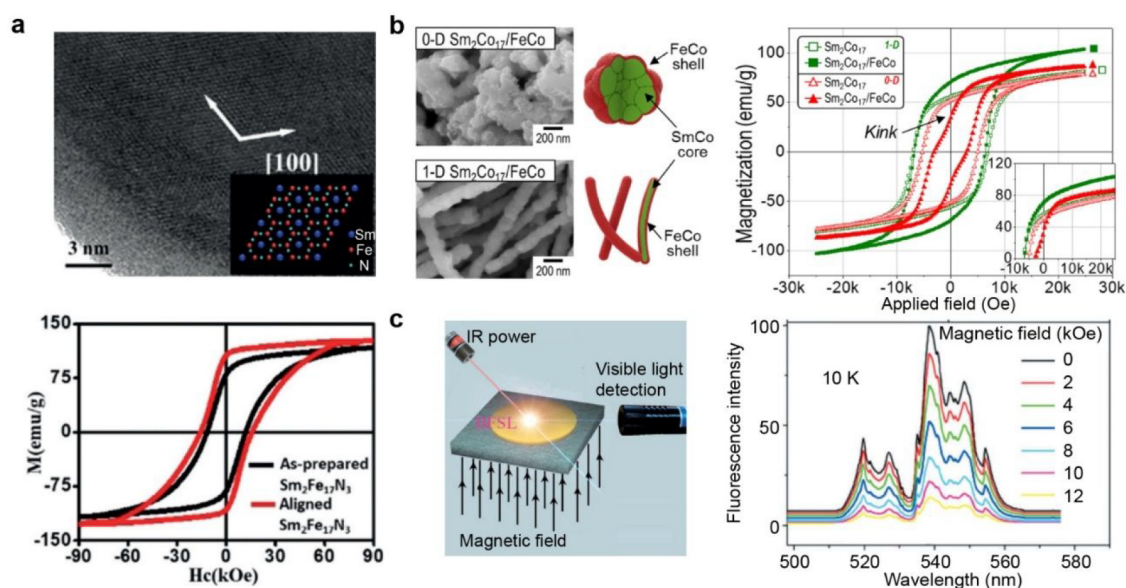 a
[100]
3 nm
Sm
Fe
N
M(emu/g)
150
75
0
-75
-150
As-prepared
Sm₂Fe₁₇N₃
Aligned
Sm₂Fe₁₇N₃
-90 -60 -30 0 30 60 90
Hc(kOe)
b
0-D Sm₂Co₁₇/FeCo
200 nm
1-D Sm₂Co₁₇/FeCo
200 nm
FeCo
shell
SmCo
core
FeCo
shell
Magnetization (emu/g)
100
50
0
-50
-100
Sm₂Co₁₇ 1-D
Sm₂Co₁₇/FeCo
Sm₂Co₁₇ 0-D
Sm₂Co₁₇/FeCo
Kink
120
80
40
0
-10k 0 10k 20k
-30k -20k -10k 0 10k 20k 30k
Applied field (Oe)
c
IR power
Visible light
detection
BFSL
Magnetic field
Fluorescence intensity
100
50
0
10 K
Magnetic field (kOe)
0
2
4
6
8
10
12
500 520 540 560 580
Wavelength (nm)